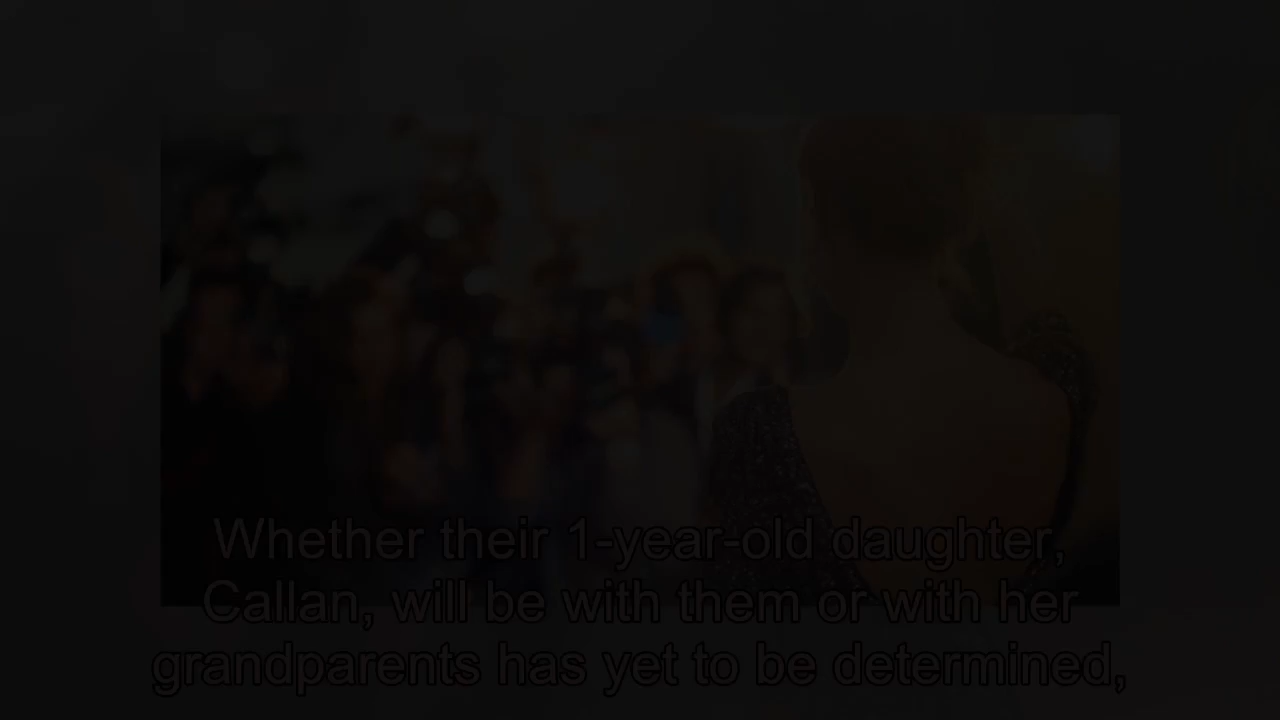 Whether their 1-year-old daughter,
Callan, will be with them or with her
grandparents has yet to be determined,